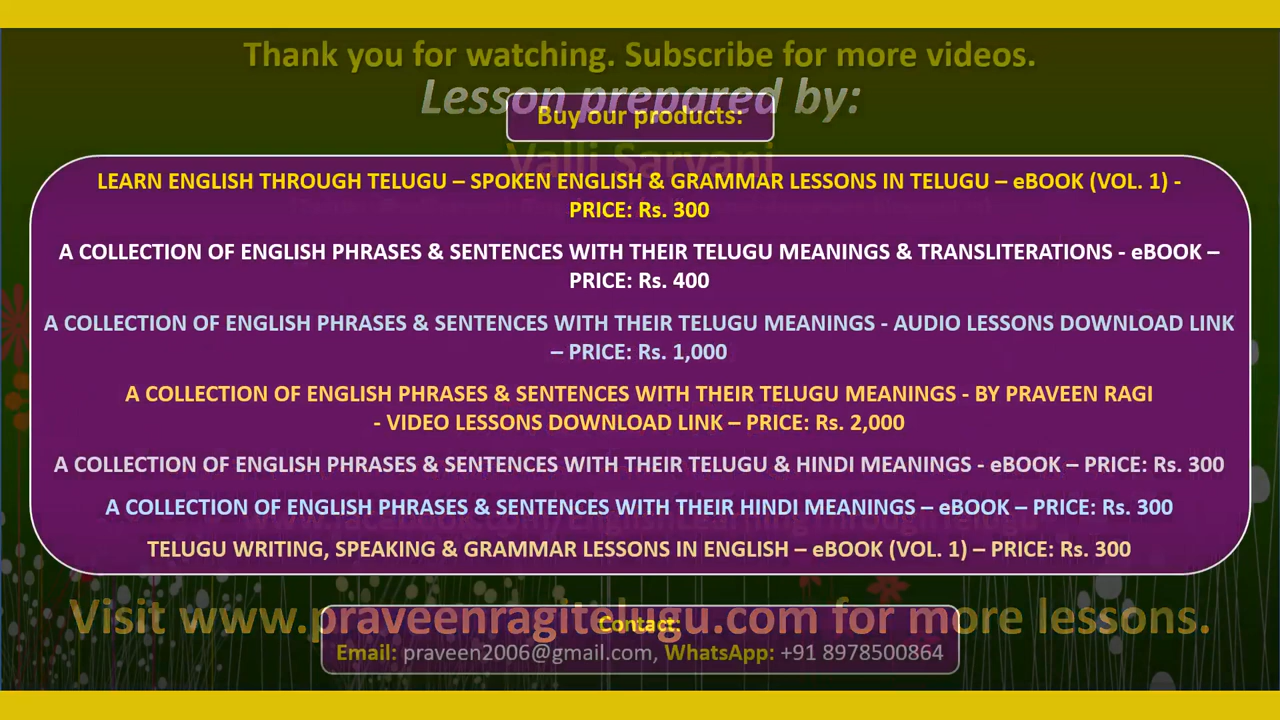 Thank you for watching. Subscribe for more videos.
Lesson prepared by:
Buy our products:
Valli Sarvani
LEARN ENGLISH THROUGH TELUGU – SPOKEN ENGLISH & GRAMMAR LESSONS IN TELUGU – eBOOK (VOL. 1) -
PRICE: Rs. 300
A COLLECTION OF ENGLISH PHRASES & SENTENCES WITH THEIR TELUGU MEANINGS & TRANSLITERATIONS - eBOOK –
PRICE: Rs. 400
A COLLECTION OF ENGLISH PHRASES & SENTENCES WITH THEIR TELUGU MEANINGS - AUDIO LESSONS DOWNLOAD LINK
– PRICE: Rs. 1,000
A COLLECTION OF ENGLISH PHRASES & SENTENCES WITH THEIR TELUGU MEANINGS - BY PRAVEEN RAGI
- VIDEO LESSONS DOWNLOAD LINK – PRICE: Rs. 2,000
A COLLECTION OF ENGLISH PHRASES & SENTENCES WITH THEIR TELUGU & HINDI MEANINGS - eBOOK – PRICE: Rs. 300
A COLLECTION OF ENGLISH PHRASES & SENTENCES WITH THEIR HINDI MEANINGS – eBOOK – PRICE: Rs. 300
www.facebook.com/EnglishLearningThroughTelugu
TELUGU WRITING, SPEAKING & GRAMMAR LESSONS IN ENGLISH – eBOOK (VOL. 1) – PRICE: Rs. 300
Visit www.praveenragitelugu.com for more lessons.
Contact:
Email: praveen2006@gmail.com, WhatsApp: +91 8978500864